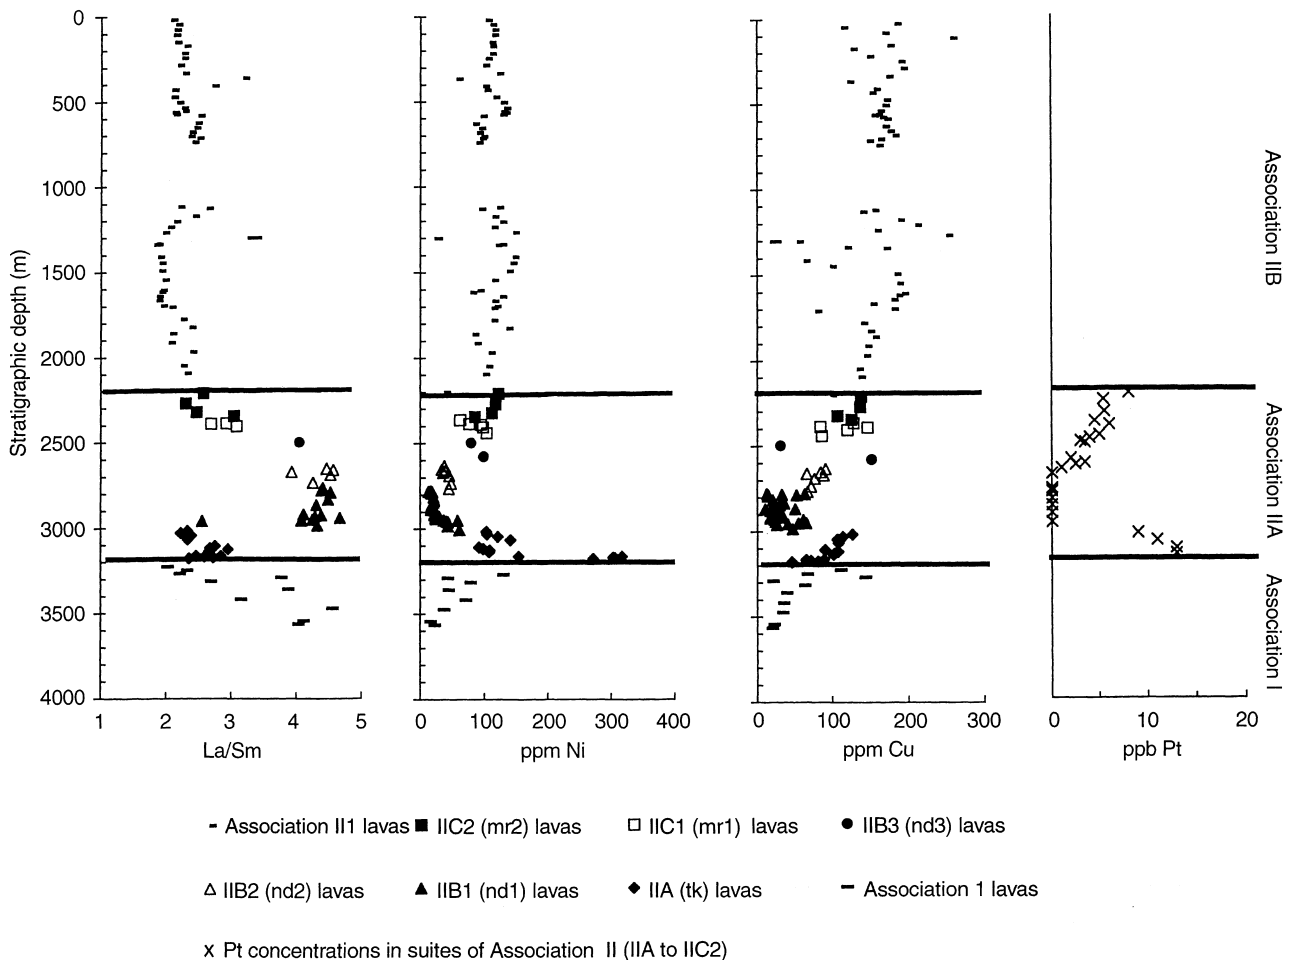 Stratigraphic depth (m)
0
500
1000
1500
2000
2500
3000
3500
4000
1 2 3 4 5
La/Sm
0 100 200 300 400
ppm Ni
0 100 200 300
ppm Cu
0 10 20
ppb Pt
Association IIB
Association IIA
Association I
Association II1 lavas
IIC2 (mr2) lavas
IIC1 (mr1) lavas
IIB3 (nd3) lavas
IIB2 (nd2) lavas
IIB1 (nd1) lavas
IIA (tk) lavas
Association 1 lavas
x Pt concentrations in suites of Association II (IIA to IIC2)